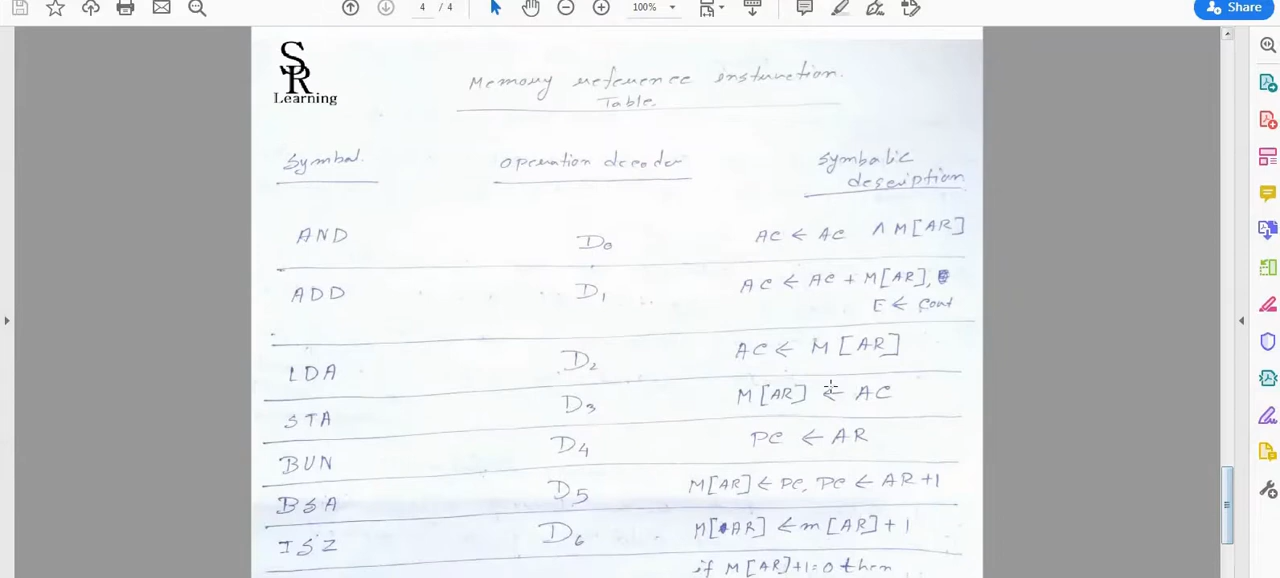 4 / 4
100%
Share
SR
Learning
Memory reference instruction
Table.
Symbal.
Operation decoder
Symbolic
description
AND
D0
AC ← AC ∧ M[AR]
ADD
D1
AC ← AC + M[AR],
E ← Cout
LDA
D2
AC ← M[AR]
STA
D3
M[AR] ← AC
BUN
D4
PC ← AR
BSA
D5
M[AR] ← PC, PC ← AR+1
ISZ
D6
M[AR] ← m[AR]+1
if M[AR]+1=0 then